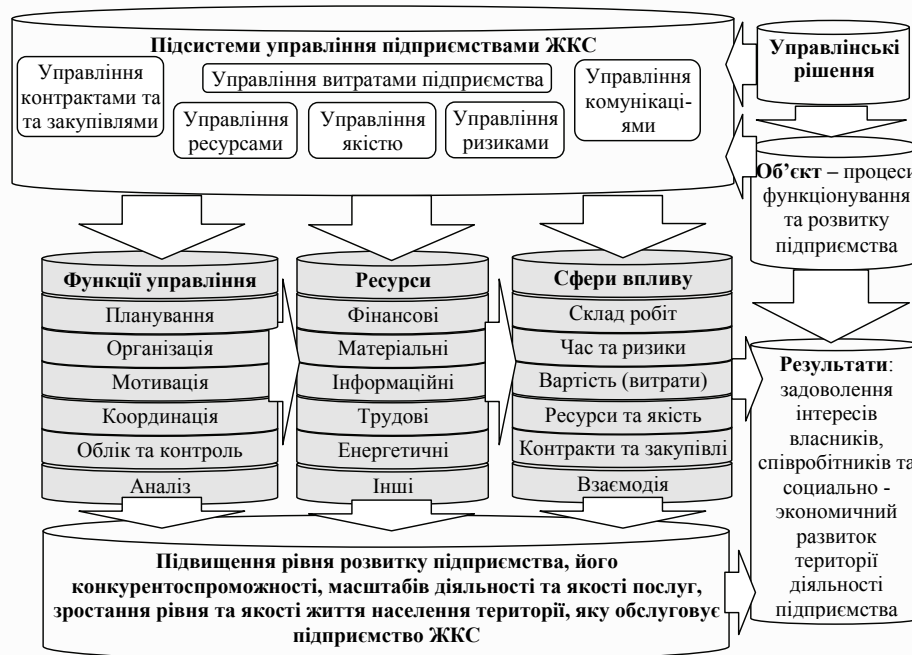 Підсистеми управління підприємствами ЖКС
Управління
контрактами та
та закупівлями
Управління витратами підприємства
Управління
комунікаці-
ями
Управління
ресурсами
Управління
якістю
Управління
ризиками
Управлінські
рішення
Об’єкт – процеси
функціонування
та розвитку
підприємства
Функції управління
Планування
Організація
Мотивація
Координація
Облік та контроль
Аналіз
Ресурси
Фінансові
Матеріальні
Інформаційні
Трудові
Енергетичні
Інші
Сфери впливу
Склад робіт
Час та ризики
Вартість (витрати)
Ресурси та якість
Контракти та закупівлі
Взаємодія
Результати:
задоволення
інтересів
власників,
співробітників та
социально -
экономичний
развиток
території
діяльності
підприємства
Підвищення рівня розвитку підприємства, його
конкурентоспроможності, масштабів діяльності та якості послуг,
зростання рівня та якості життя населення території, яку обслуговує
підприємство ЖКС